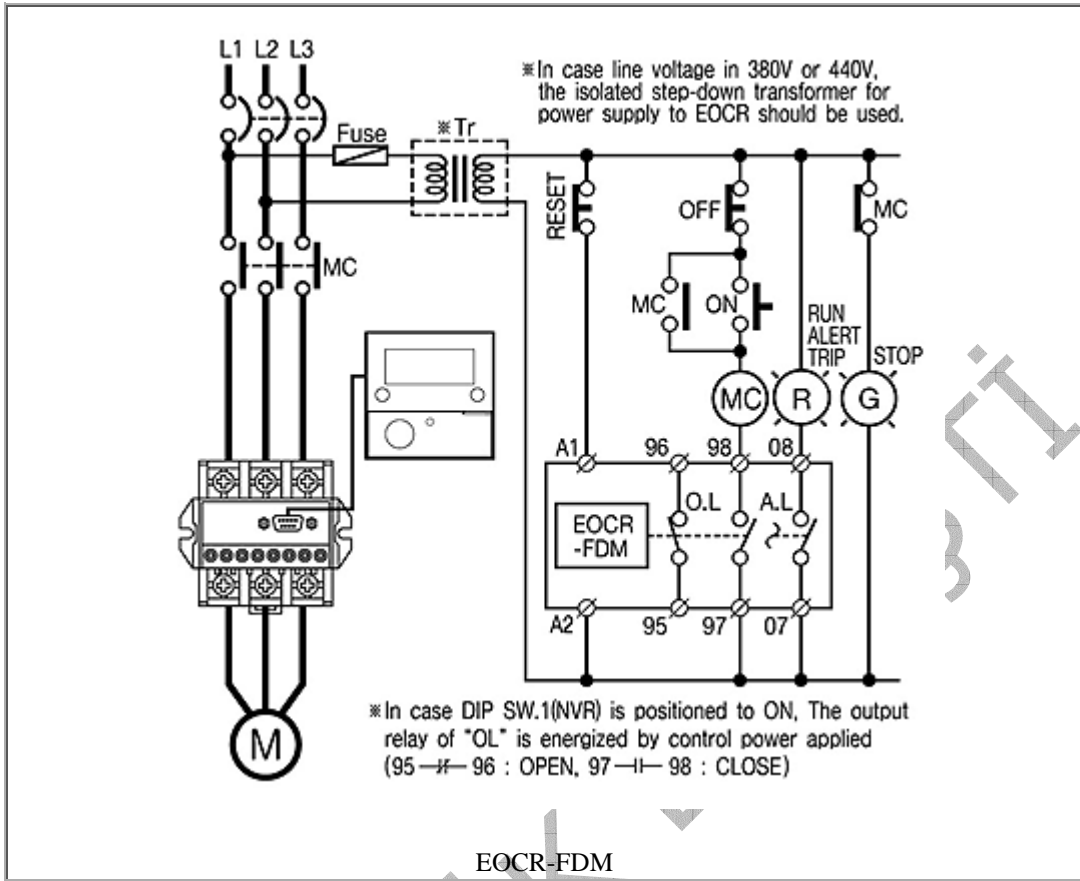 L1 L2 L3
※In case line voltage in 380V or 440V,
the isolated step-down transformer for
power supply to EOCR should be used.
Fuse
※Tr
RESET
OFF
MC
MC
MC
ON
RUN
ALERT
TRIP
STOP
MC
R
G
A1
96
98
08
O.L
A.L
EOCR
-FDM
A2
95
97
07
M
※In case DIP SW.1(NVR) is positioned to ON, The output
relay of "OL" is energized by control power applied
(95 96 : OPEN, 97 98 : CLOSE)
EOCR-FDM